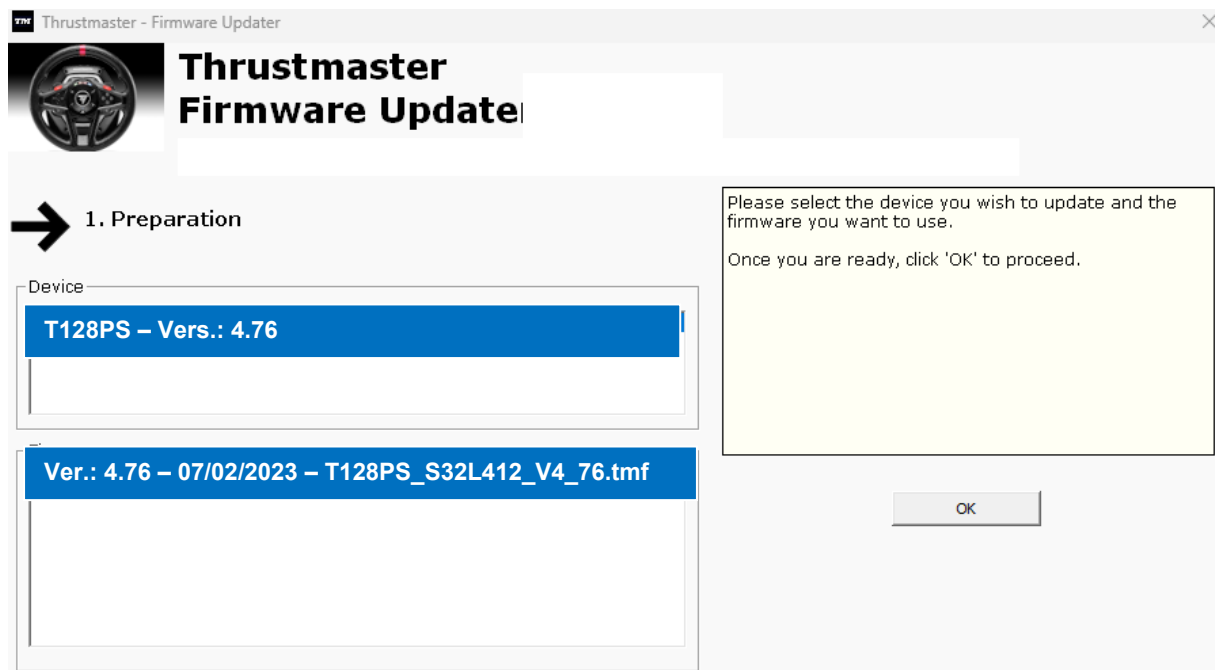 TM Thrustmaster - Firmware Updater
Thrustmaster
Firmware
1. Preparation
Please select the device you wish to update and the
firmware you want to use.
Once you are ready, click 'OK' to proceed.
Device
T128PS – Vers.: 4.76
Ver.: 4.76 – 07/02/2023 – T128PS_S32L412_V4_76.tmf
OK